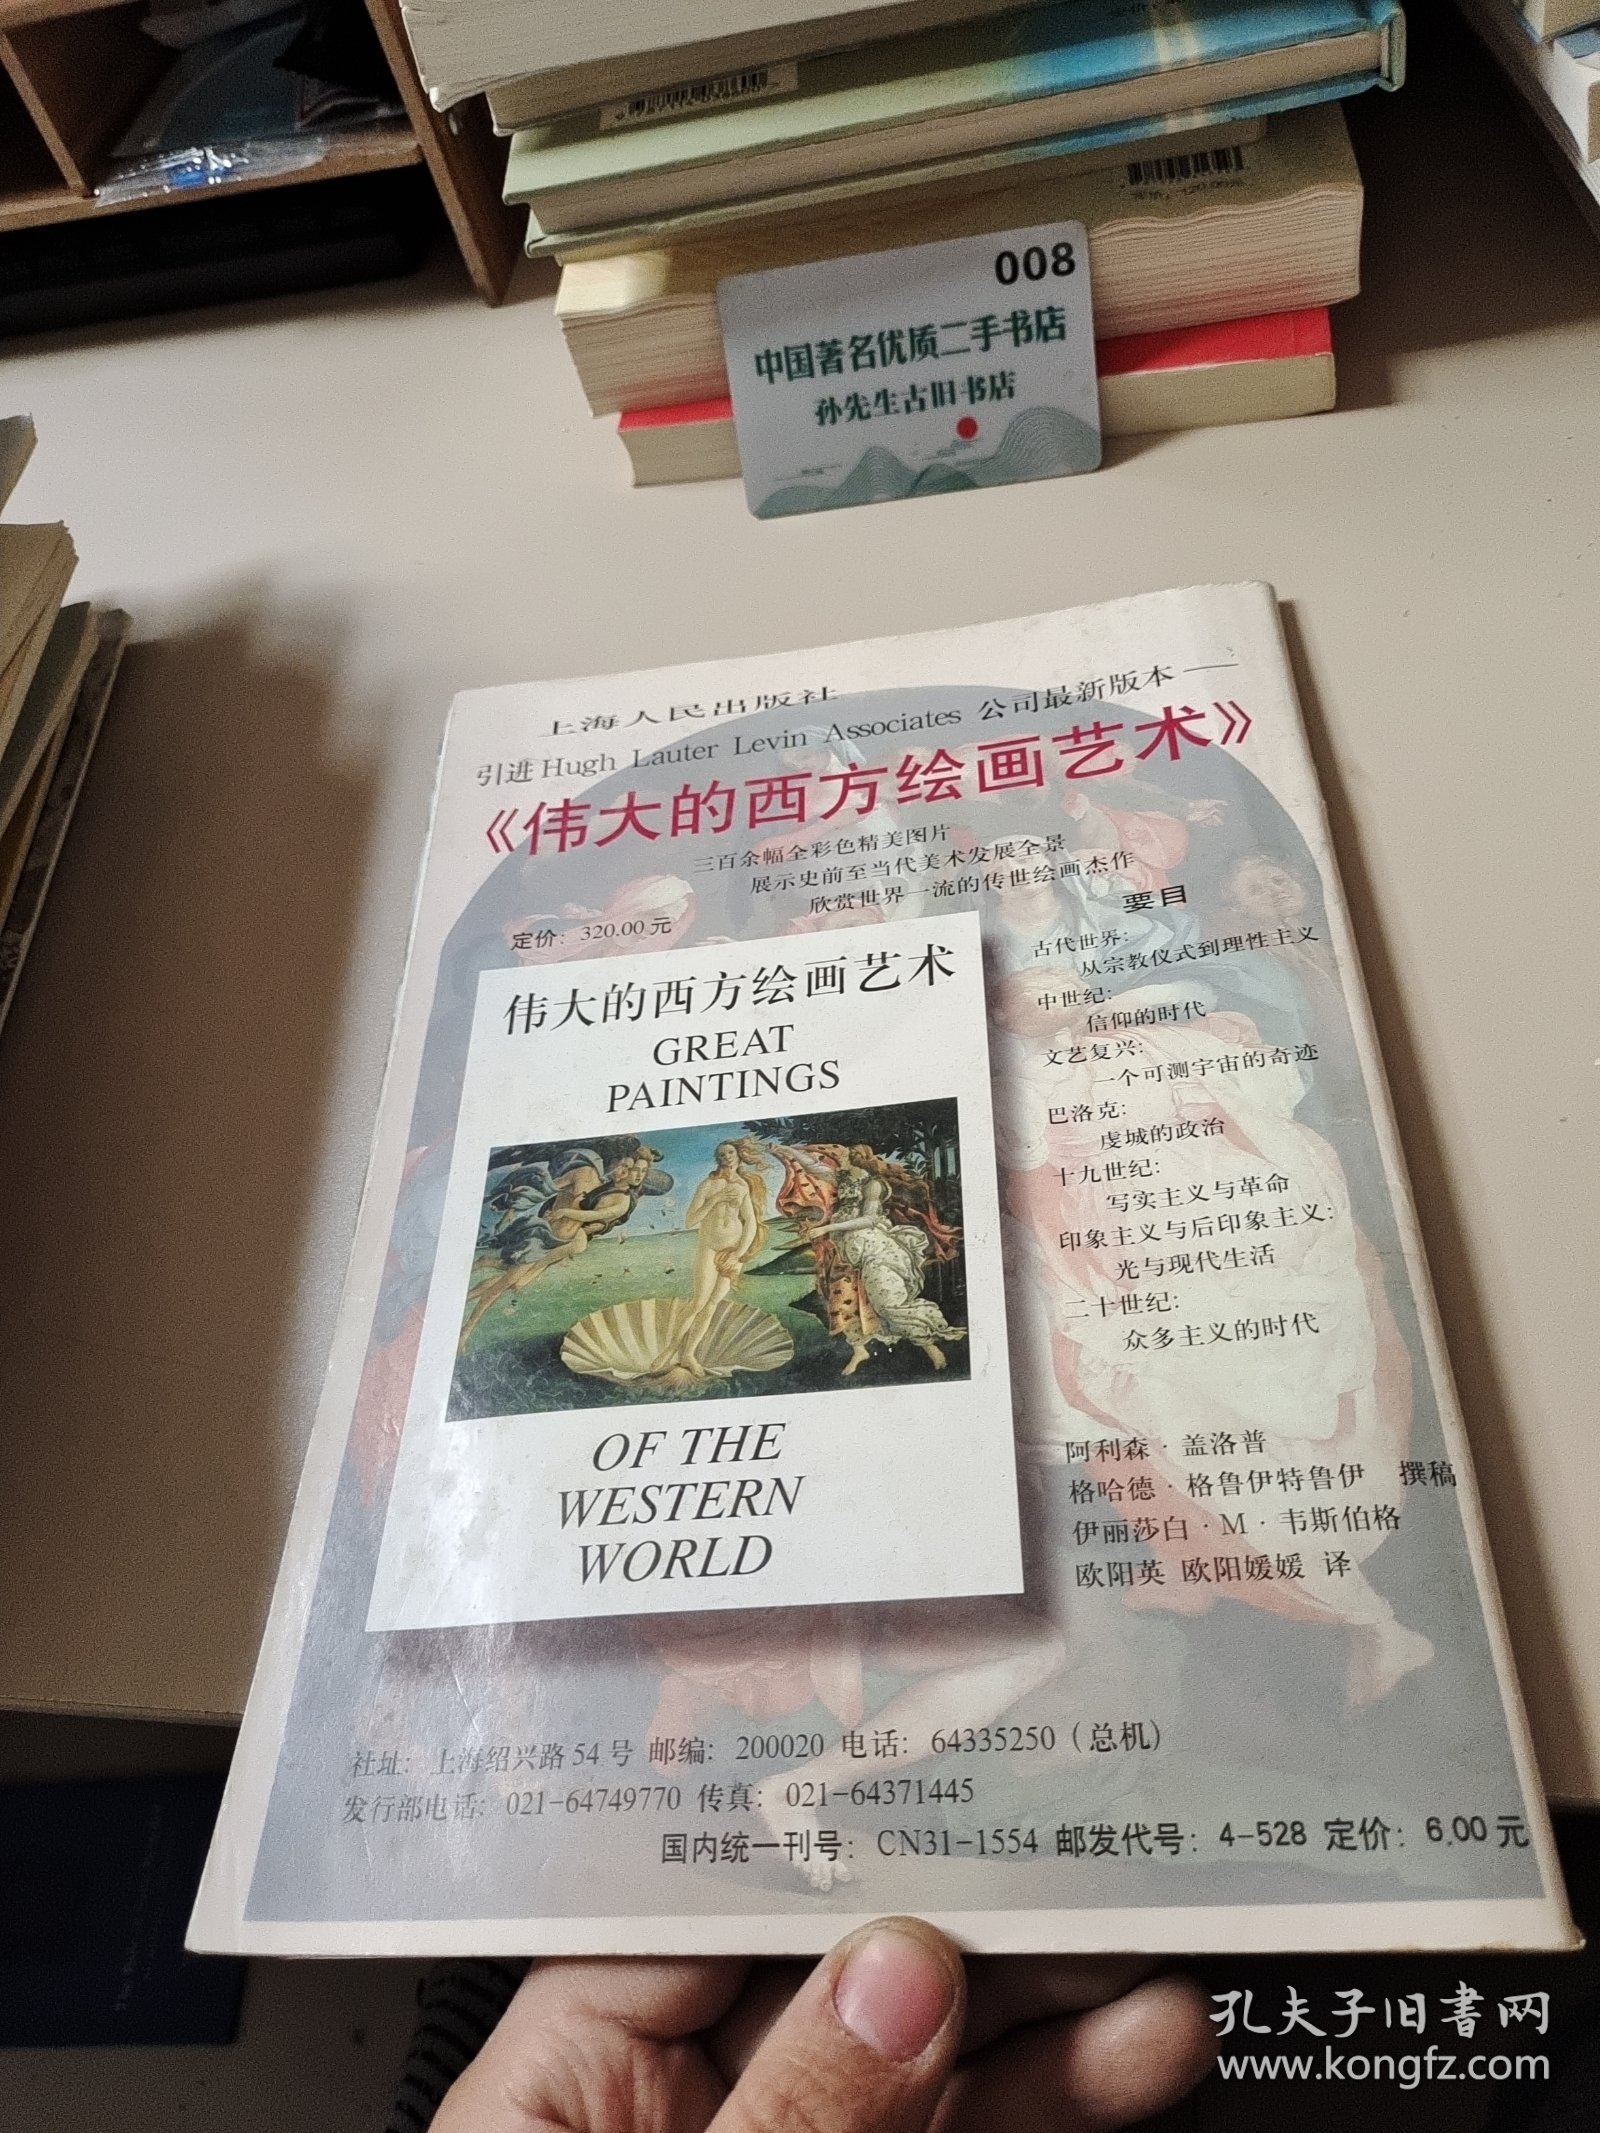 008
中国著名优质二手书店
孙先生古旧书店
上海人民出版社
引进Hugh Lauter Levin Associates 公司最新版本——
《伟大的西方绘画艺术》
三百余幅全彩色精美图片
展示史前至当代美术发展全景
欣赏世界一流的传世绘画杰作
定价：320.00元
伟大的西方绘画艺术
GREAT
PAINTINGS
OF THE
WESTERN
WORLD
要目
古代世界：
从宗教仪式到理性主义
中世纪：
信仰的时代
文艺复兴：
一个可测宇宙的奇迹
巴洛克：
虔城的政治
十九世纪：
写实主义与革命
印象主义与后印象主义：
光与现代生活
二十世纪：
众多主义的时代
阿利森·盖洛普
格哈德·格鲁伊特鲁伊 撰稿
伊丽莎白·M·韦斯伯格
欧阳英 欧阳媛媛 译
社址：上海绍兴路54号 邮编：200020 电话：64335250（总机）
发行部电话：021-64749770 传真：021-64371445
国内统一刊号：CN31-1554 邮发代号：4-528 定价：6.00元
孔夫子旧书网
www.kongfz.com